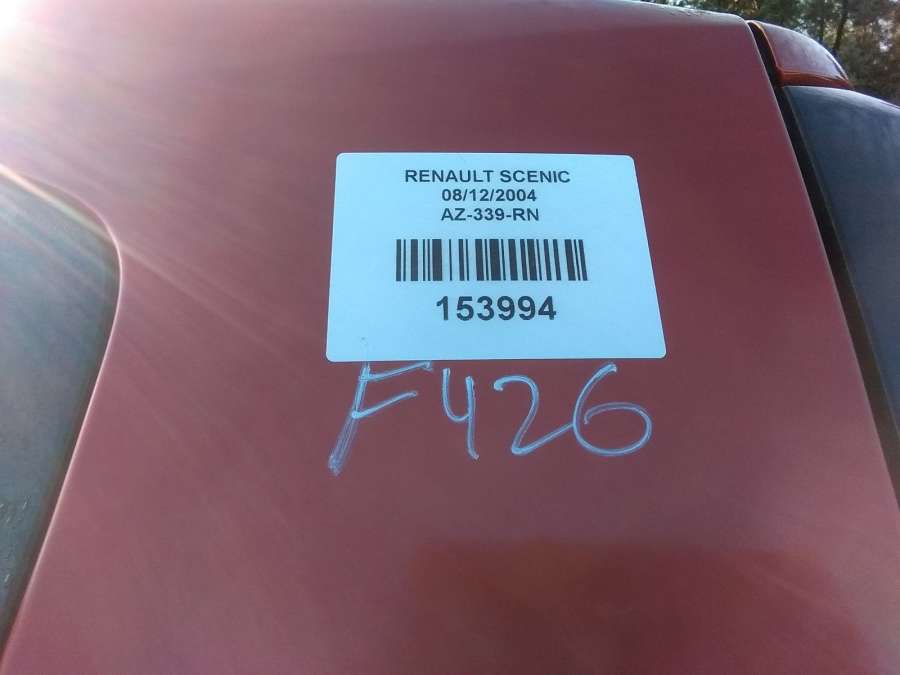 RENAULT SCENIC
08/12/2004
AZ-339-RN
153994
F426